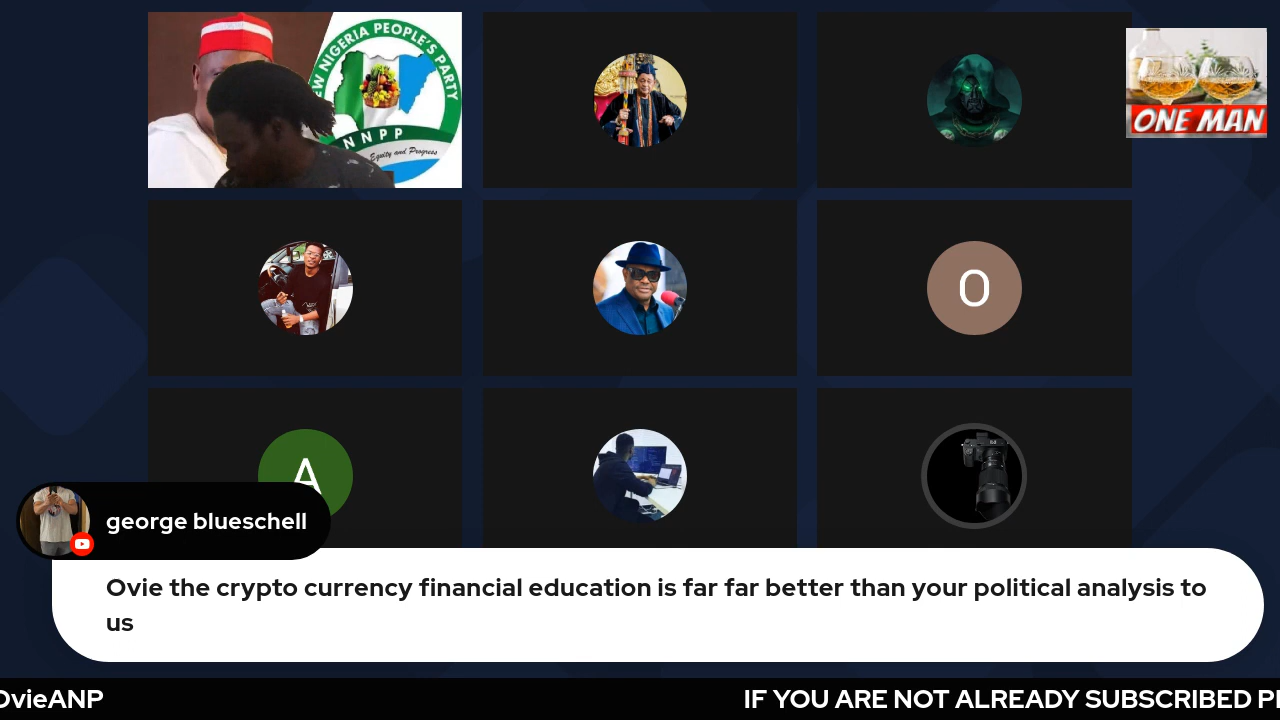 NEW NIGERIA PEOPLE'S PARTY
NNPP
Equity and Progress
ONE MAN
O
A
george blueschell
Ovie the crypto currency financial education is far far better than your political analysis to
us
OvieANP
IF YOU ARE NOT ALREADY SUBSCRIBED